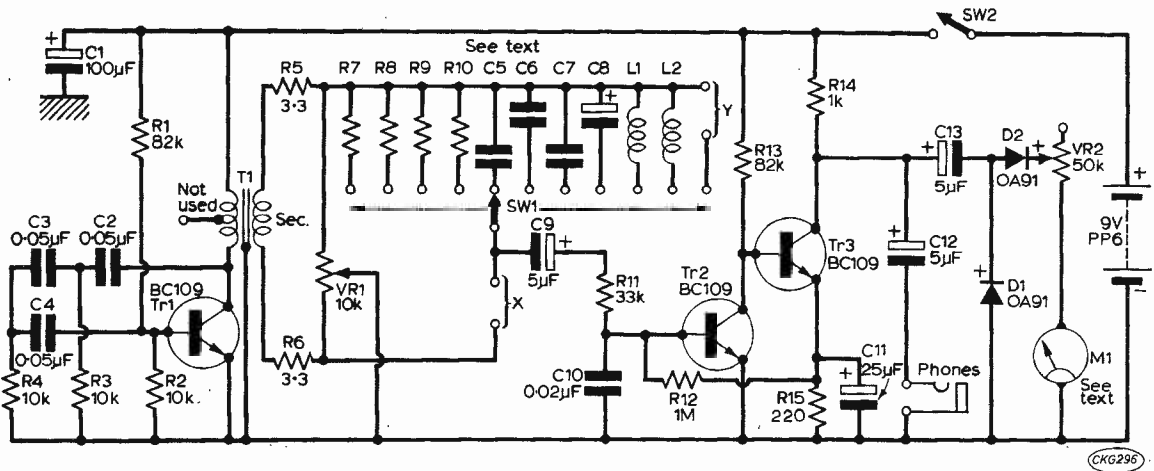 SW2
See text
C1
100μF
R5
3·3
R7
R8
R9
R10
C5
C6
C7
C8
L1
L2
Y
R14
1k
R1
82k
C13
5μF
D2
OA91
VR2
50k
R13
82k
Not
used
T1
Sec.
SW1
9V
PP6
C3
0·05μF
C2
0·05μF
C9
5μF
Tr3
BC109
C12
5μF
VR1
10k
X
R11
33k
Tr2
BC109
D1
OA91
BC109
Tr1
C4
0·05μF
R6
3·3
C10
0·02μF
C11
25μF
Phones
M1
See
text
R4
10k
R3
10k
R2
10k
R12
1M
R15
220
CKG296